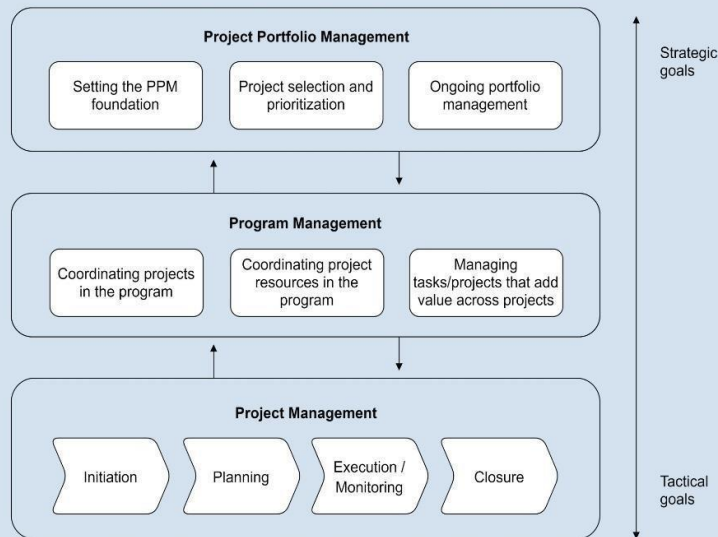 Project Portfolio Management
Setting the PPM
foundation
Project selection and
prioritization
Ongoing portfolio
management
Strategic
goals
Program Management
Coordinating projects
in the program
Coordinating project
resources in the
program
Managing
tasks/projects that add
value across projects
Project Management
Initiation
Planning
Execution /
Monitoring
Closure
Tactical
goals